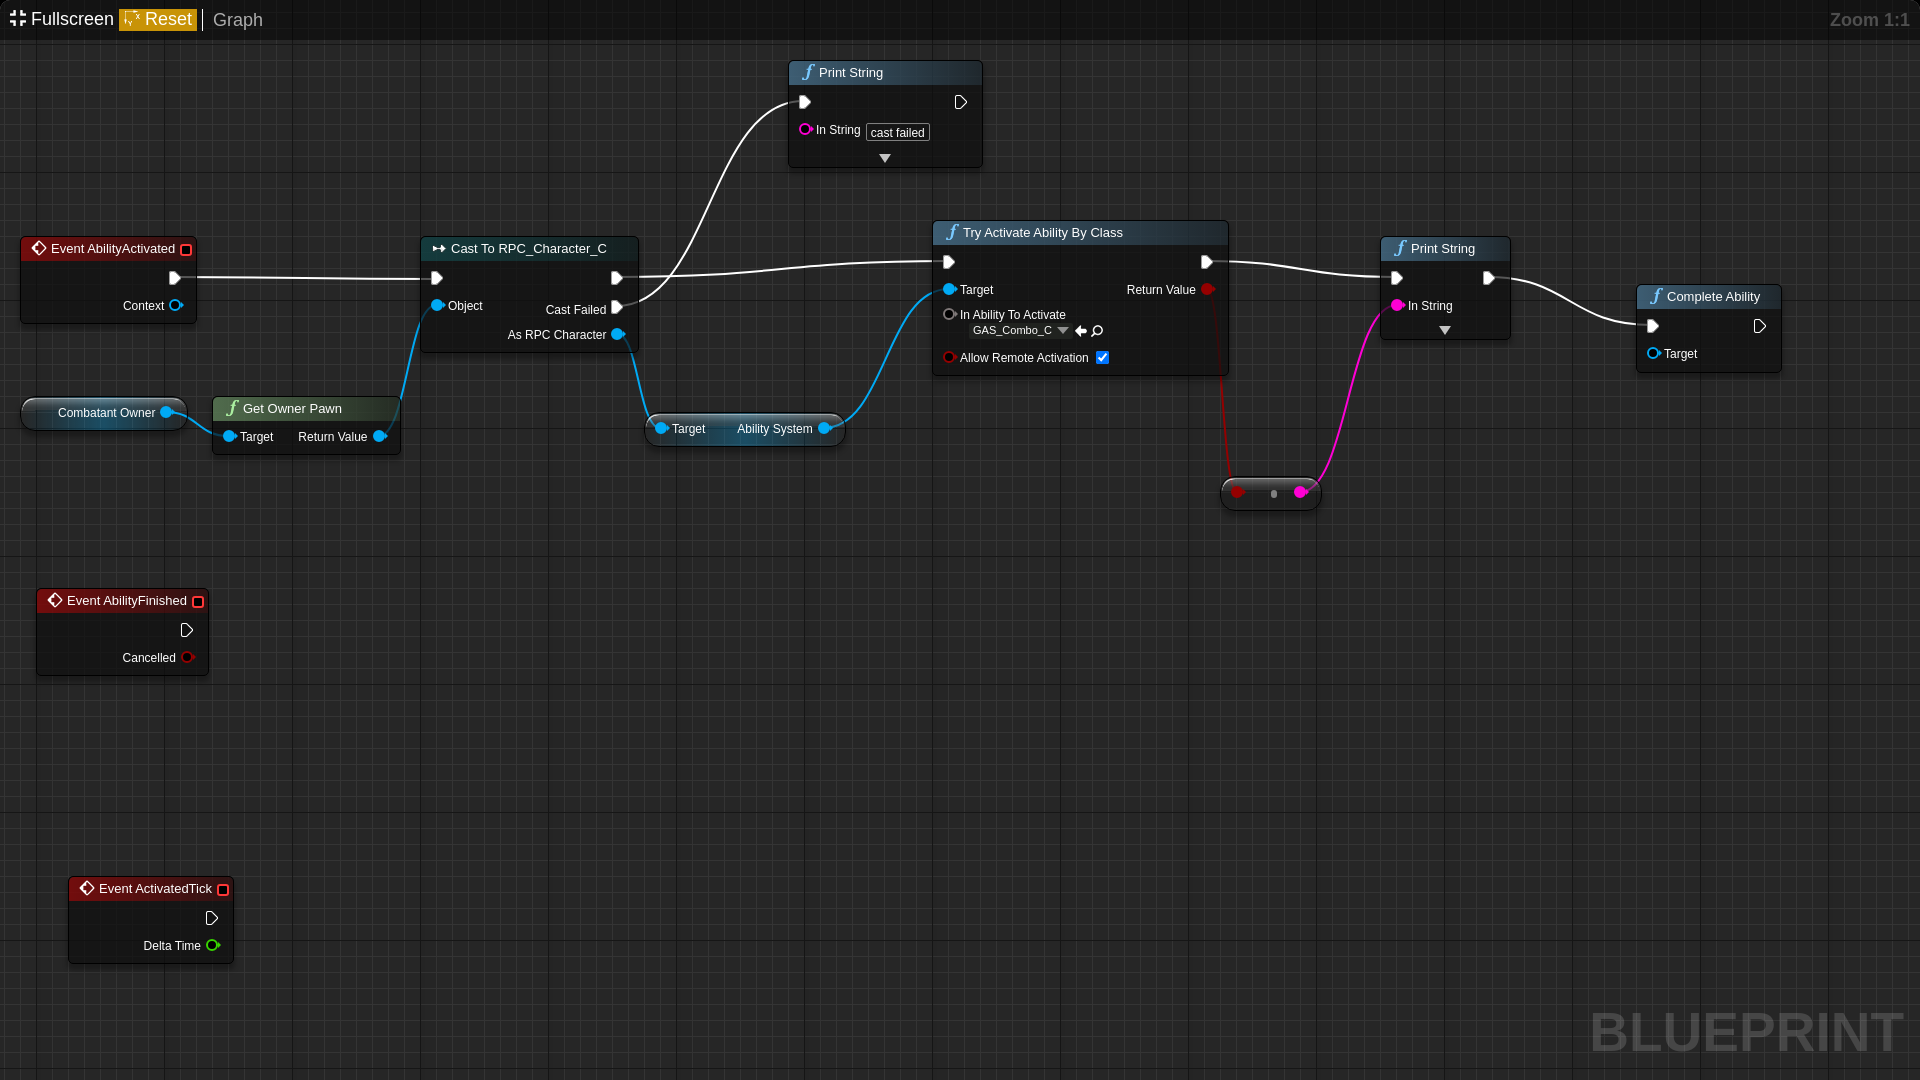 Fullscreen Reset Graph Zoom 1:1
Print String
In String cast failed
Event AbilityActivated
Context
Cast To RPC_Character_C
Object
Cast Failed
As RPC Character
Try Activate Ability By Class
Target Return Value
In Ability To Activate
GAS_Combo_C
Allow Remote Activation
Print String
In String
Complete Ability
Target
Combatant Owner
Get Owner Pawn
Target Return Value
Target Ability System
Event AbilityFinished
Cancelled
Event ActivatedTick
Delta Time
BLUEPRINT